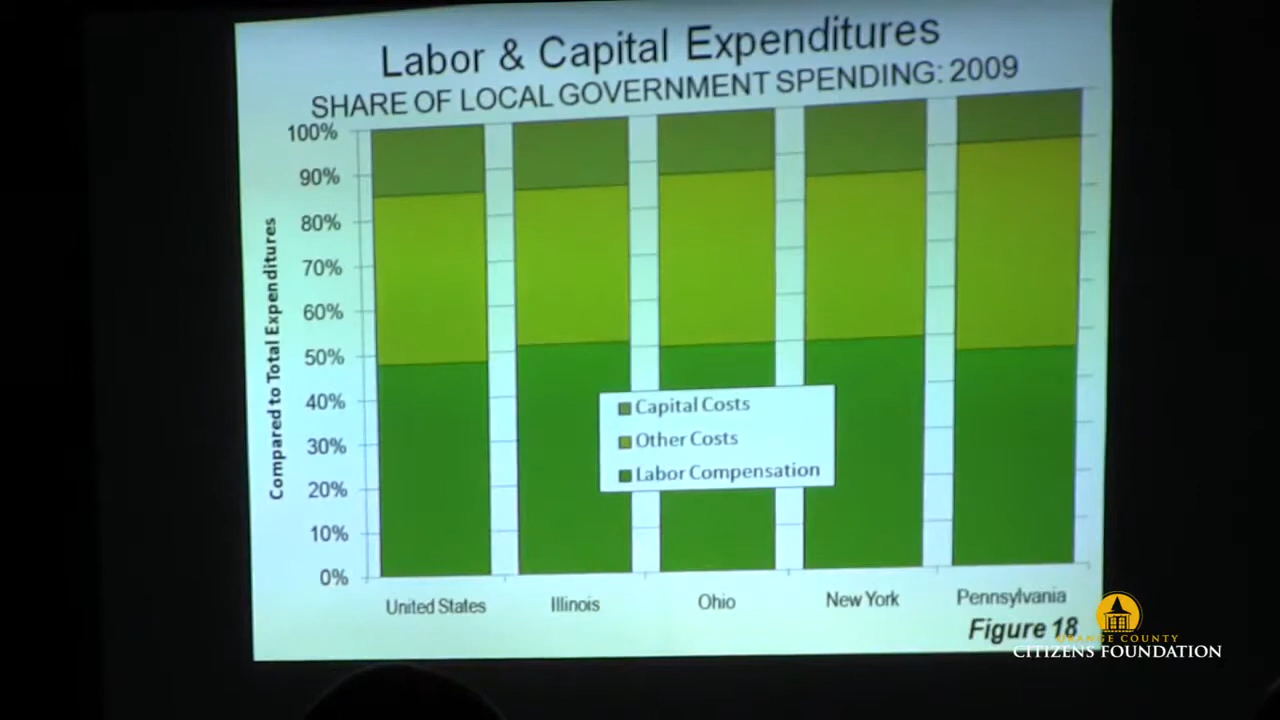 Labor & Capital Expenditures
SHARE OF LOCAL GOVERNMENT SPENDING: 2009
Compared to Total Expenditures
100%
90%
80%
70%
60%
50%
40%
30%
20%
10%
0%
Capital Costs
Other Costs
Labor Compensation
United States
Illinois
Ohio
New York
Pennsylvania
Figure 18
ORANGE COUNTY
CITIZENS FOUNDATION